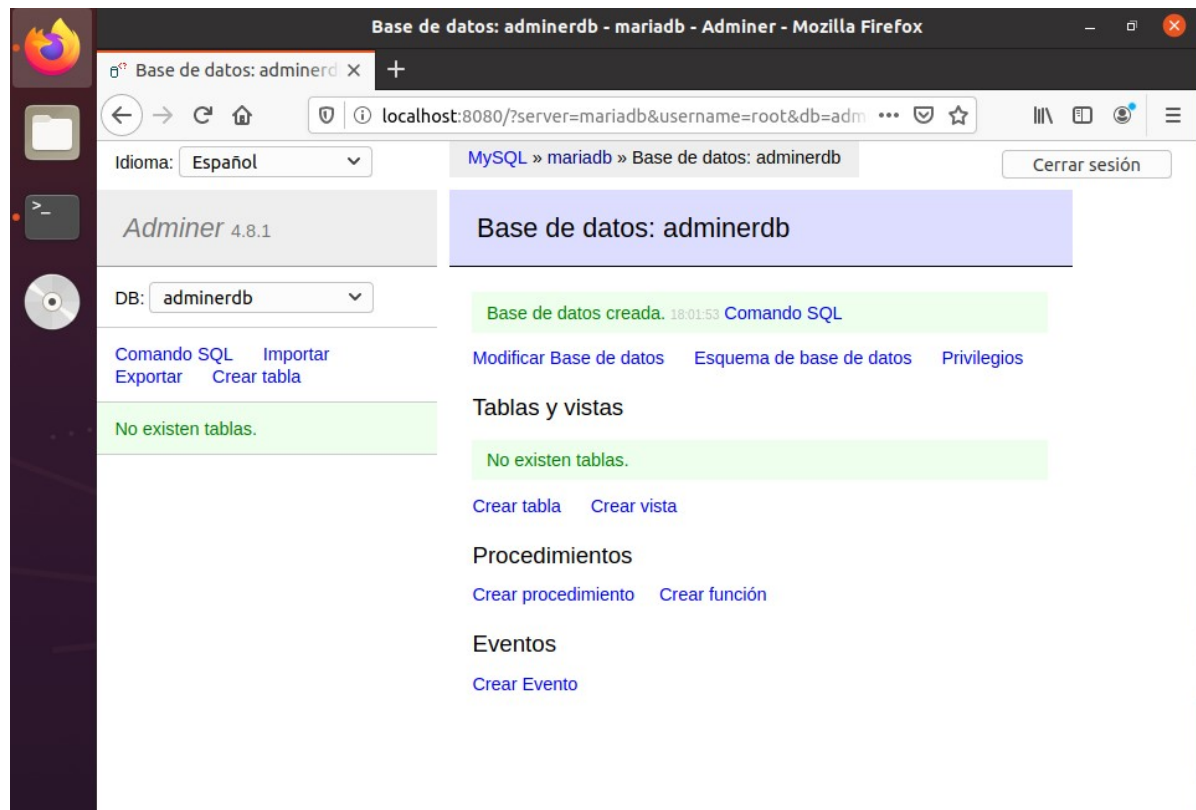 Base de datos: adminerdb - mariadb - Adminer - Mozilla Firefox
Base de datos: adminerd
localhost:8080/?server=mariadb&username=root&db=adm
Idioma: Español
MySQL » mariadb » Base de datos: adminerdb
Cerrar sesión
Adminer 4.8.1
Base de datos: adminerdb
DB: adminerdb
Base de datos creada. 18:01:53 Comando SQL
Comando SQL Importar
Exportar Crear tabla
Modificar Base de datos Esquema de base de datos Privilegios
No existen tablas.
Tablas y vistas
No existen tablas.
Crear tabla Crear vista
Procedimientos
Crear procedimiento Crear función
Eventos
Crear Evento